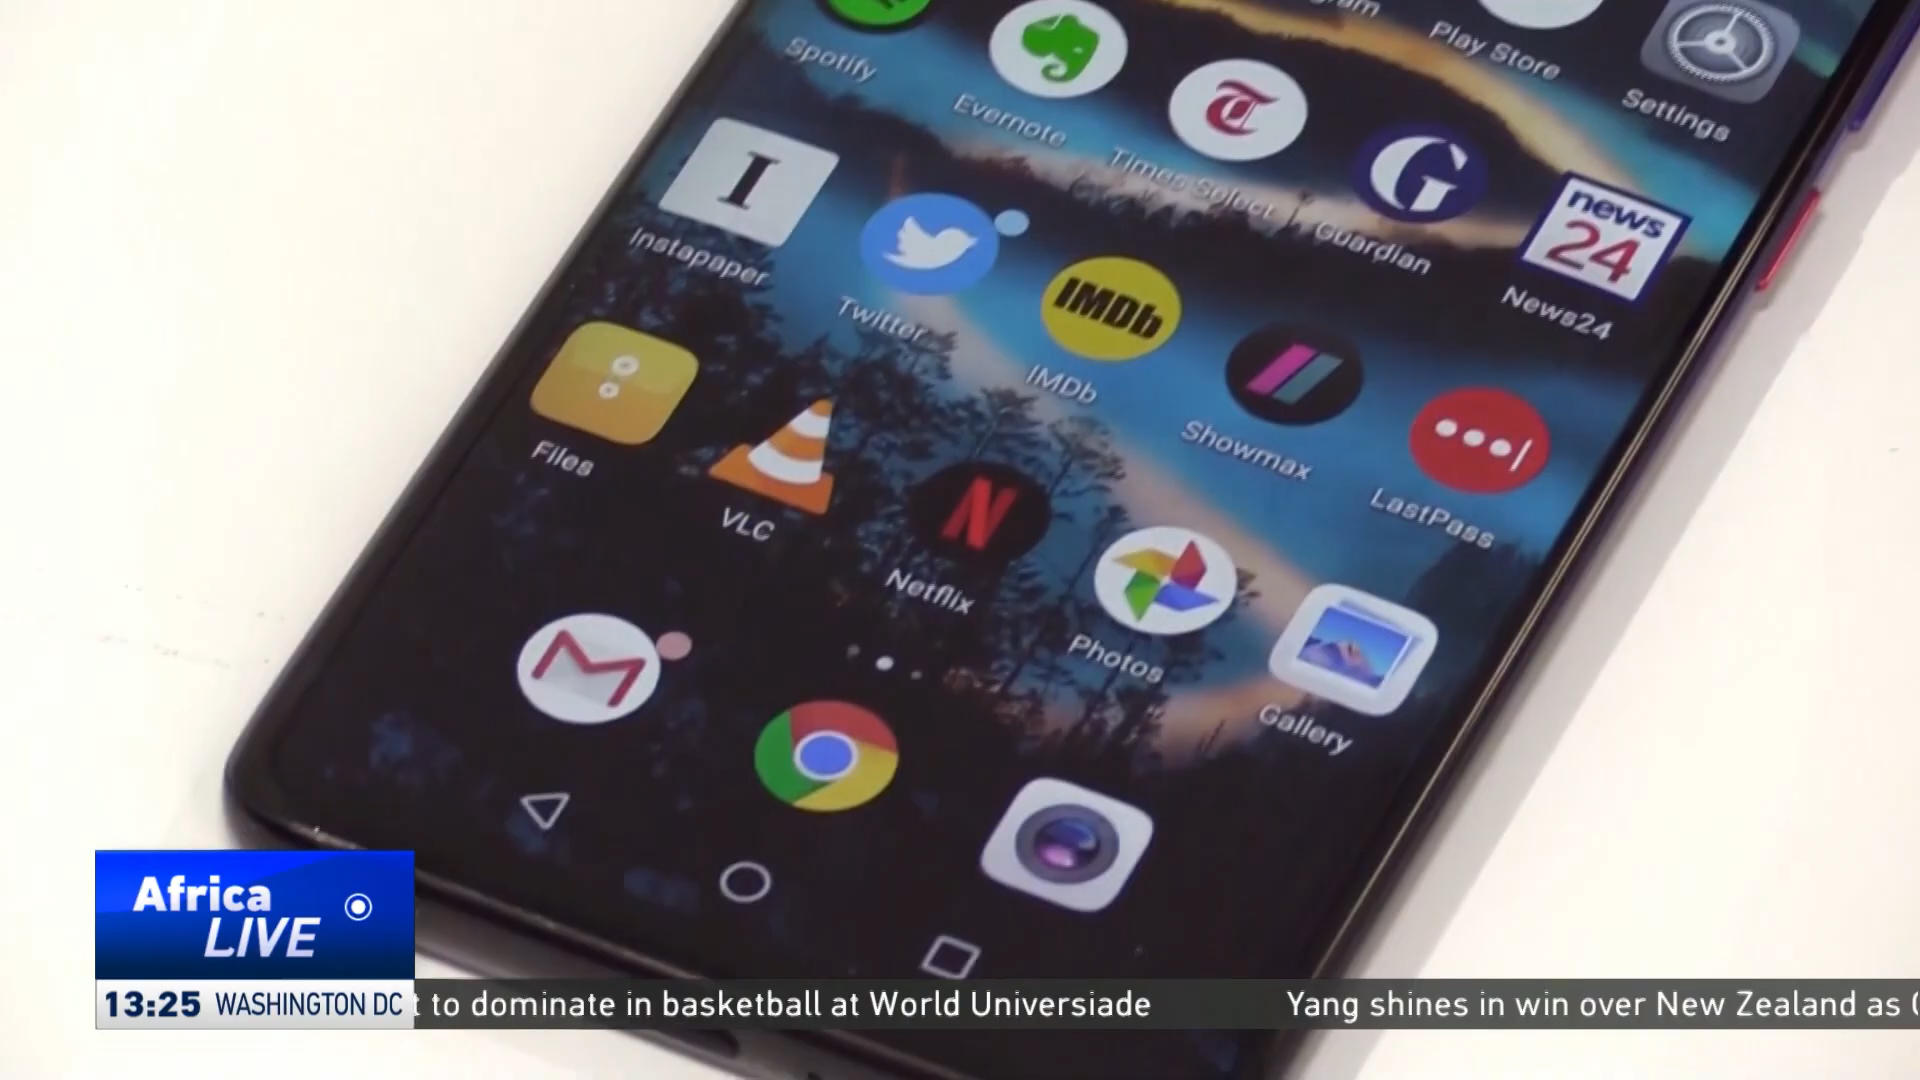 Play Store
Settings
Spotify
Evernote
T
Times Select
G
Guardian
news
24
News24
I
Instapaper
Twitter
IMDb
IMDb
Showmax
LastPass
Files
VLC
N
Netflix
Photos
Gallery
Africa
LIVE
13:25 WASHINGTON DC
t to dominate in basketball at World Universiade
Yang shines in win over New Zealand as